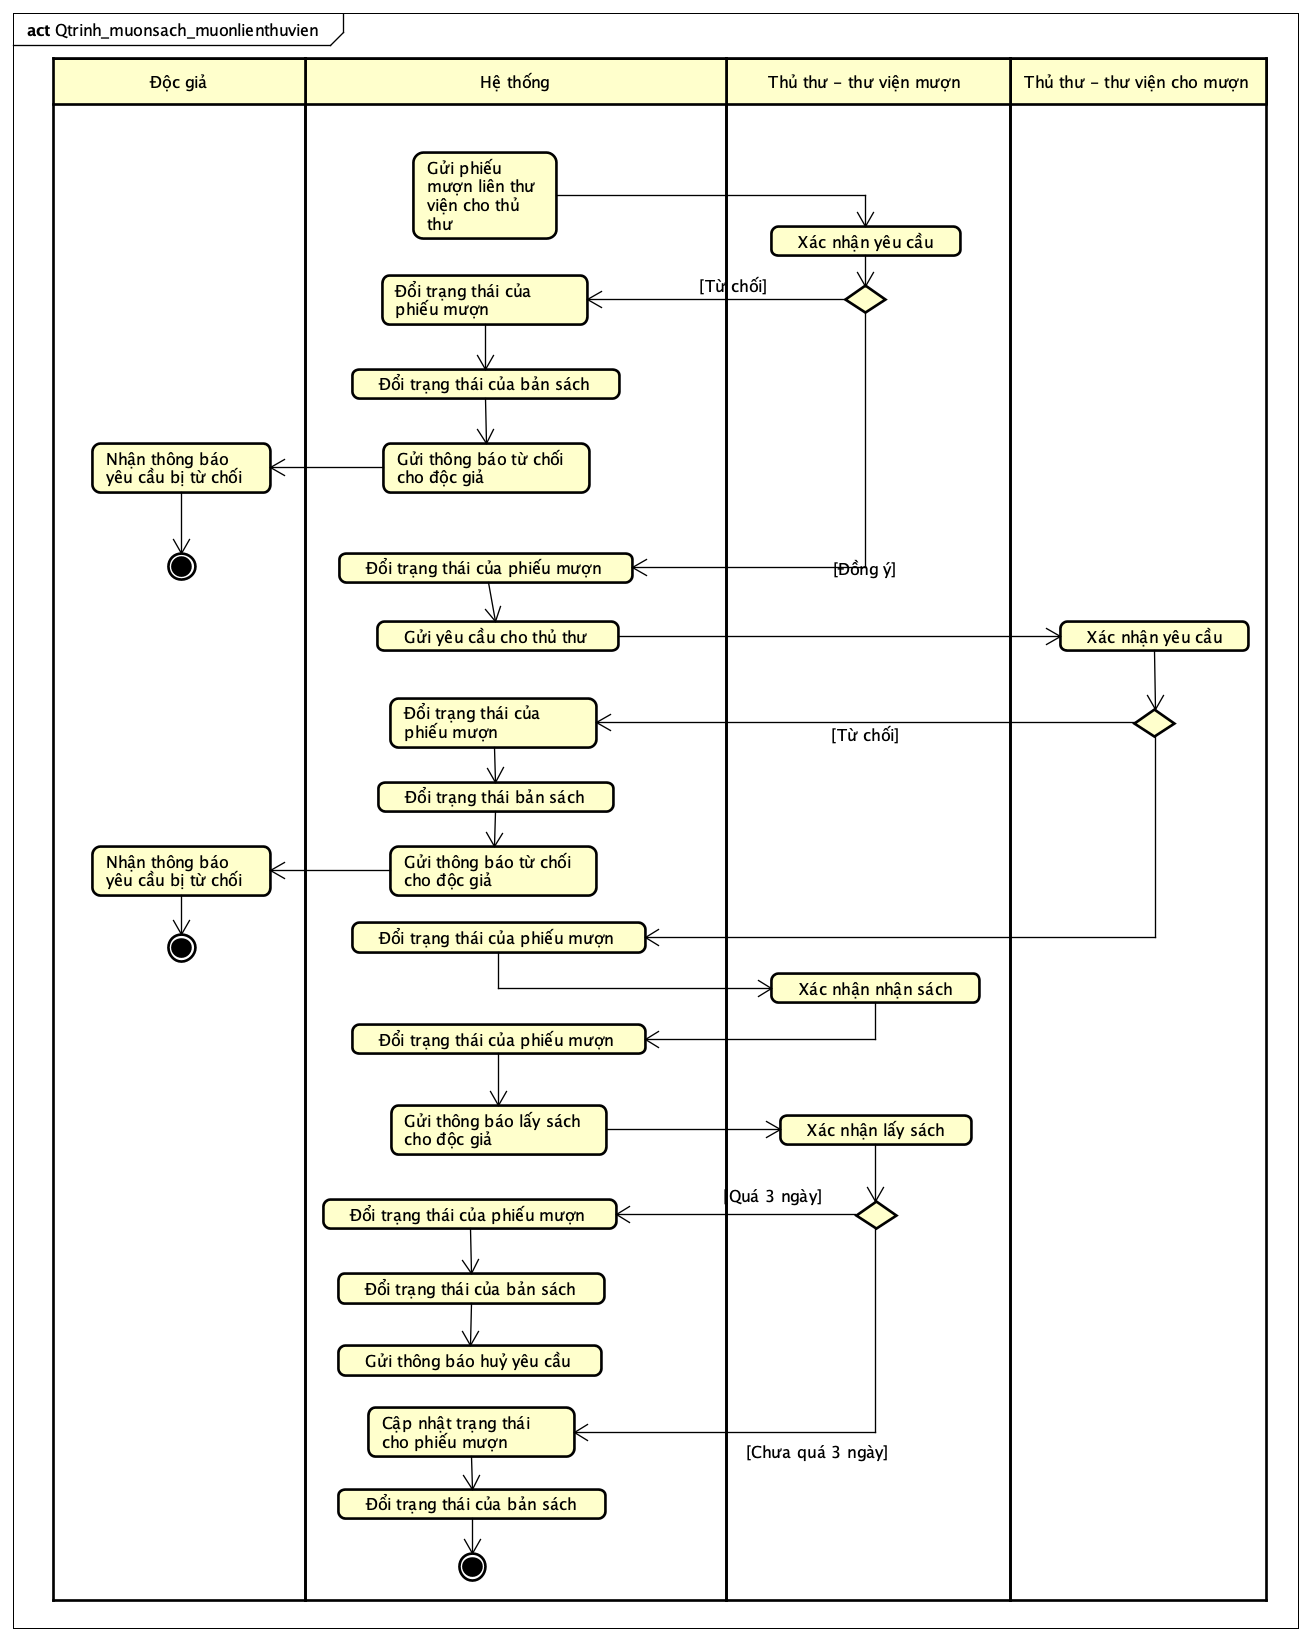 act Qtrinh_muonsach_muonlienthuvien
Độc giả
Hệ thống
Thủ thư - thư viện mượn
Thủ thư - thư viện cho mượn
Gửi phiếu
mượn liên thư
viện cho thủ
thư
Xác nhận yêu cầu
[Từ chối]
Đổi trạng thái của
phiếu mượn
Đổi trạng thái của bản sách
Gửi thông báo từ chối
cho độc giả
Nhận thông báo
yêu cầu bị từ chối
Đổi trạng thái của phiếu mượn
[Đồng ý]
Gửi yêu cầu cho thủ thư
Xác nhận yêu cầu
Đổi trạng thái của
phiếu mượn
[Từ chối]
Đổi trạng thái bản sách
Gửi thông báo từ chối
cho độc giả
Nhận thông báo
yêu cầu bị từ chối
Đổi trạng thái của phiếu mượn
Xác nhận nhận sách
Đổi trạng thái của phiếu mượn
Gửi thông báo lấy sách
cho độc giả
Xác nhận lấy sách
[Quá 3 ngày]
Đổi trạng thái của phiếu mượn
Đổi trạng thái của bản sách
Gửi thông báo huỷ yêu cầu
Cập nhật trạng thái
cho phiếu mượn
[Chưa quá 3 ngày]
Đổi trạng thái của bản sách